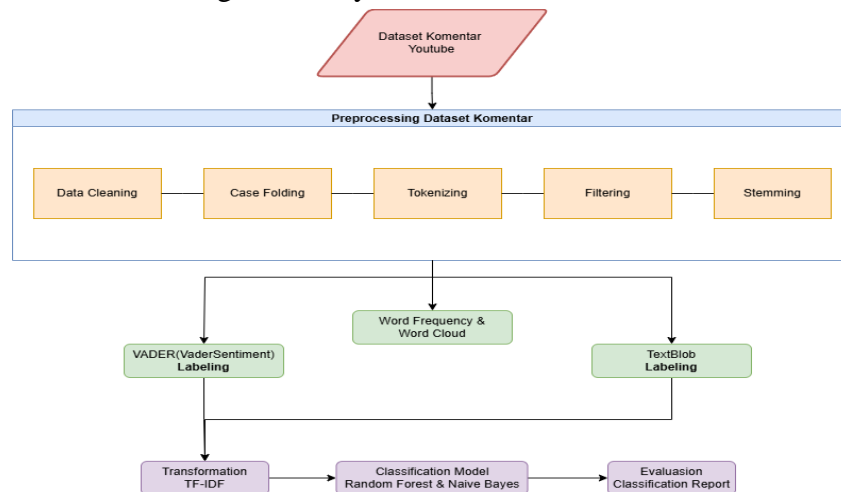 Dataset Komentar
Youtube
Preprocessing Dataset Komentar
Data Cleaning
Case Folding
Tokenizing
Filtering
Stemming
Word Frequency &
Word Cloud
VADER(VaderSentiment)
Labeling
TextBlob
Labeling
Transformation
TF-IDF
Classification Model
Random Forest & Naive Bayes
Evaluasion
Classification Report